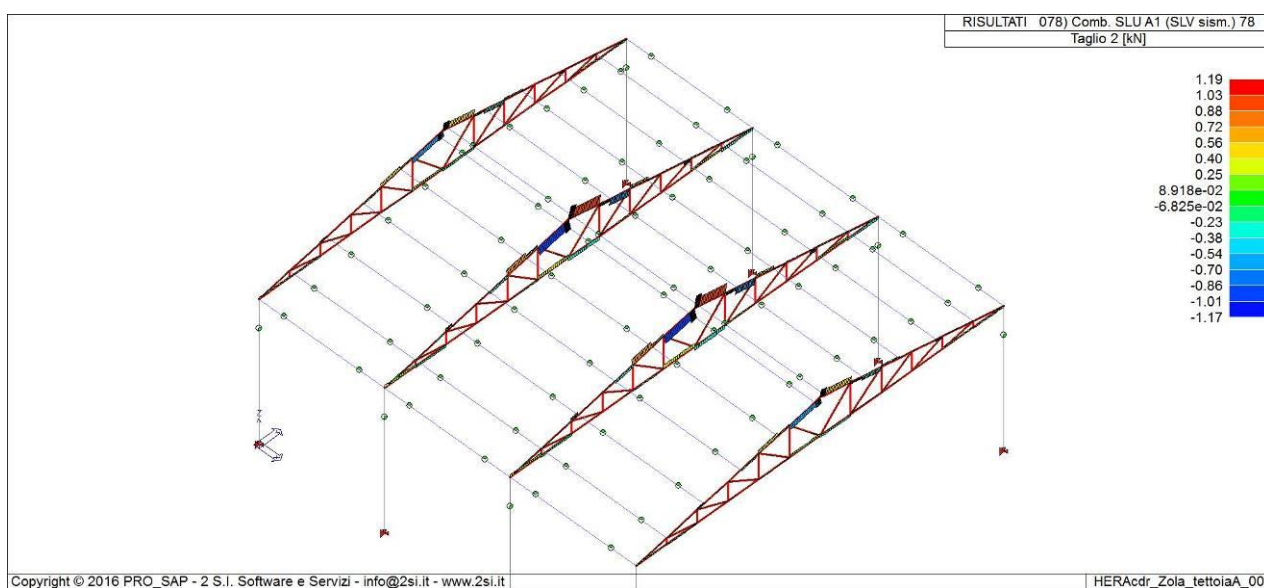 RISULTATI 078) Comb. SLU A1 (SLV sism.) 78
Taglio 2 [kN]
1.19
1.03
0.88
0.72
0.56
0.40
0.25
8.918e-02
-6.825e-02
-0.23
-0.38
-0.54
-0.70
-0.86
-1.01
-1.17
Copyright © 2016 PRO_SAP - 2 S.I. Software e Servizi - info@2si.it - www.2si.it
HERAcdr_Zola_tettoiaA_00